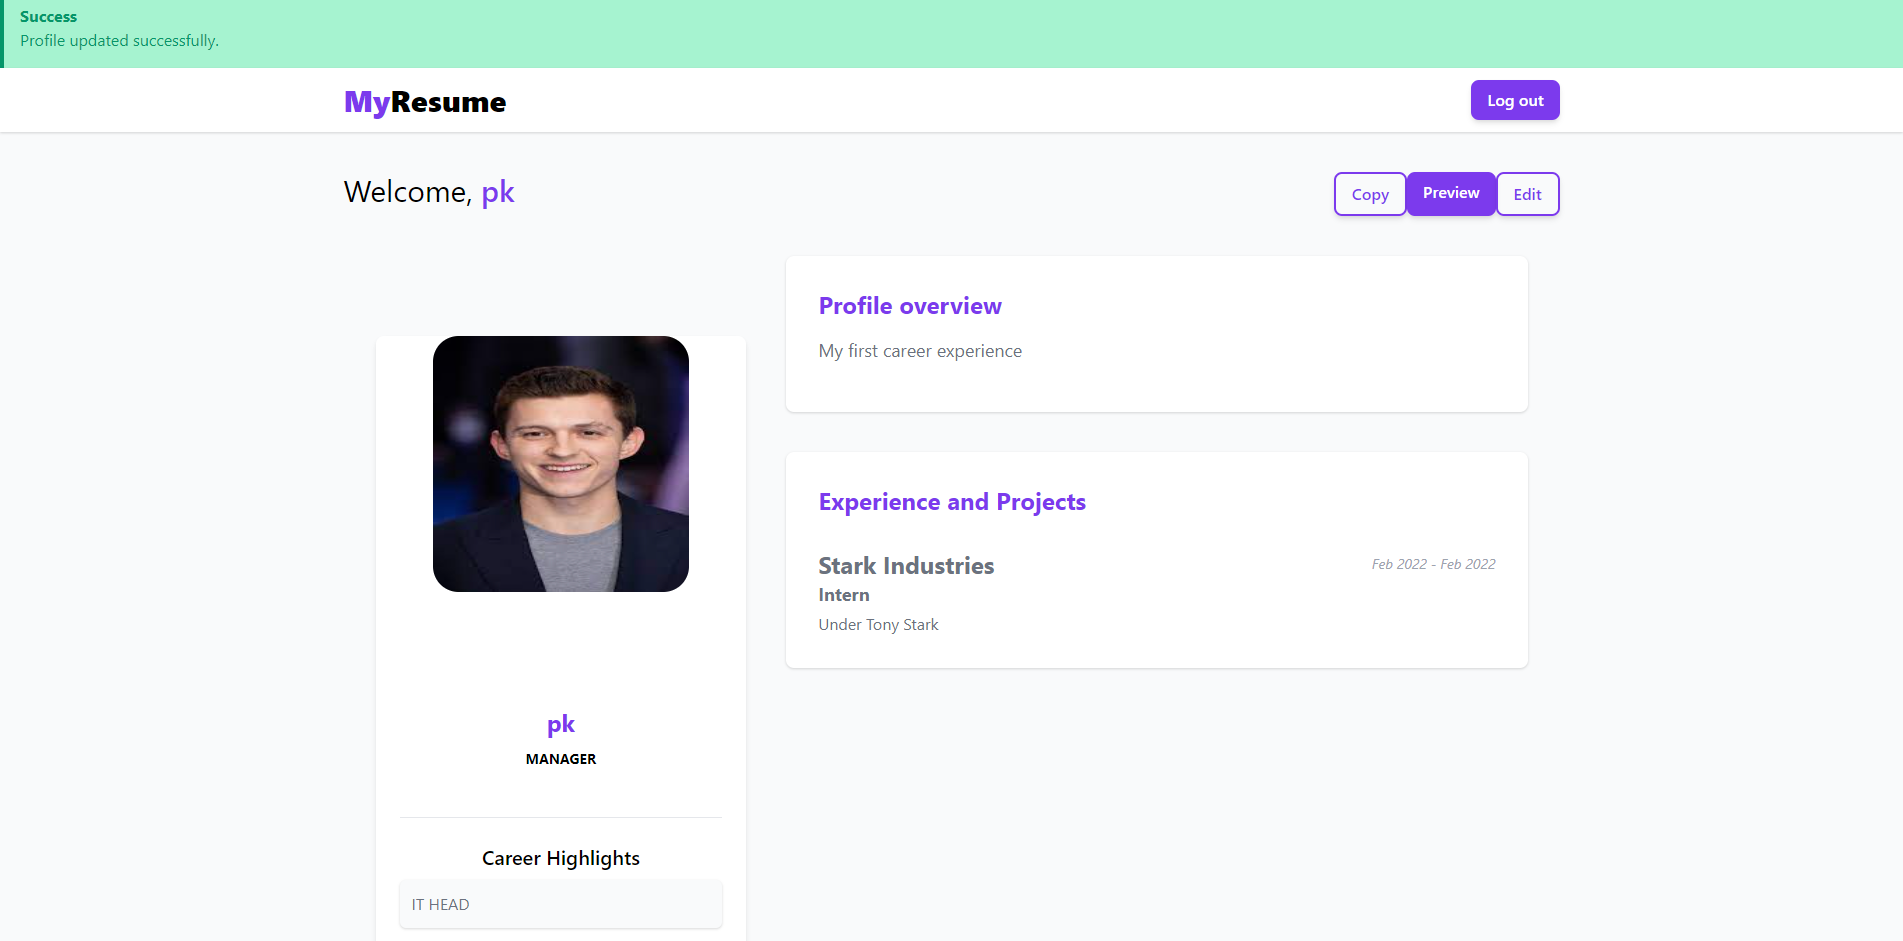 Success
Profile updated successfully.
MyResume
Log out
Welcome, pk
Copy
Preview
Edit
Profile overview
My first career experience
Experience and Projects
Stark Industries
Feb 2022 - Feb 2022
Intern
Under Tony Stark
pk
MANAGER
Career Highlights
IT HEAD